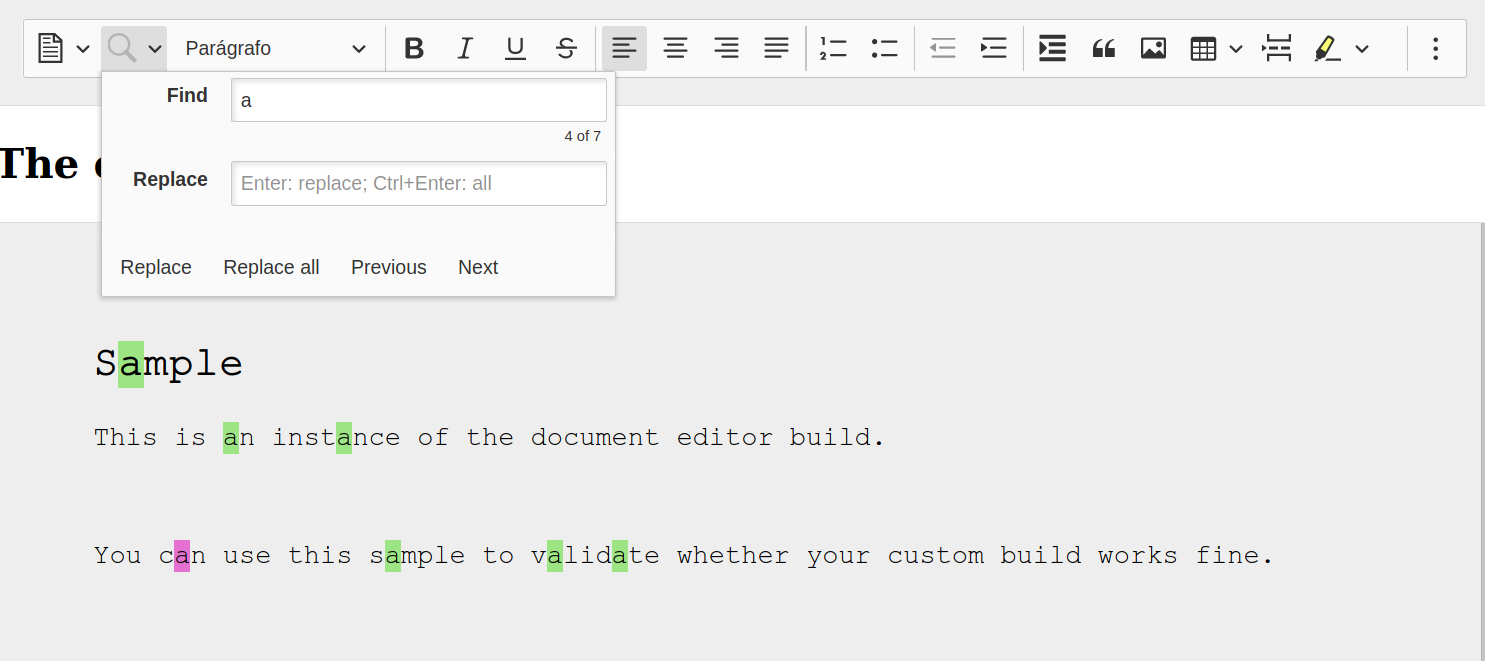 Parágrafo
B I U S
Find a
4 of 7
Replace Enter: replace; Ctrl+Enter: all
Replace Replace all Previous Next
The
Sample
This is an instance of the document editor build.
You can use this sample to validate whether your custom build works fine.